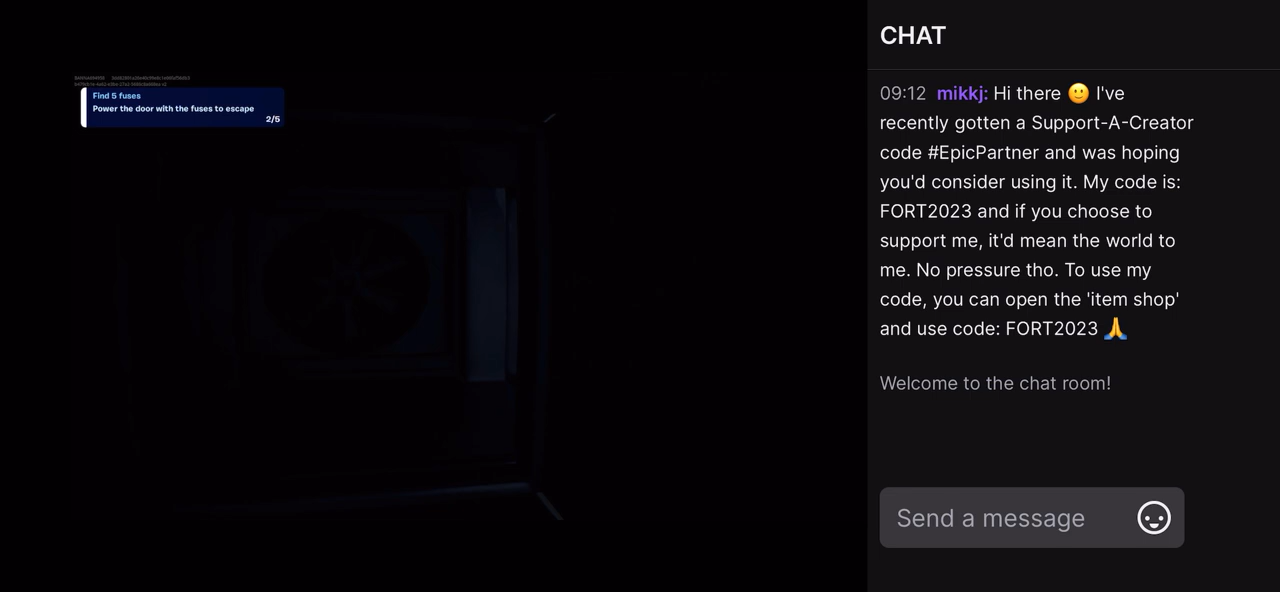 Find 5 fuses
Power the door with the fuses to escape
2/5
CHAT
09:12 mikkj: Hi there 🙂 I've
recently gotten a Support-A-Creator
code #EpicPartner and was hoping
you'd consider using it. My code is:
FORT2023 and if you choose to
support me, it'd mean the world to
me. No pressure tho. To use my
code, you can open the 'item shop'
and use code: FORT2023 🙏
Welcome to the chat room!
Send a message